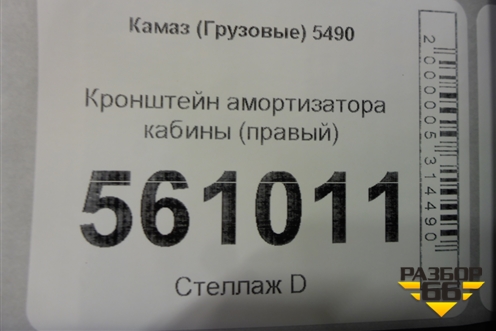 Камаз (Грузовые) 5490
Кронштейн амортизатора
кабины (правый)
561011
Стеллаж D
2000005314490
РАЗБОР
66